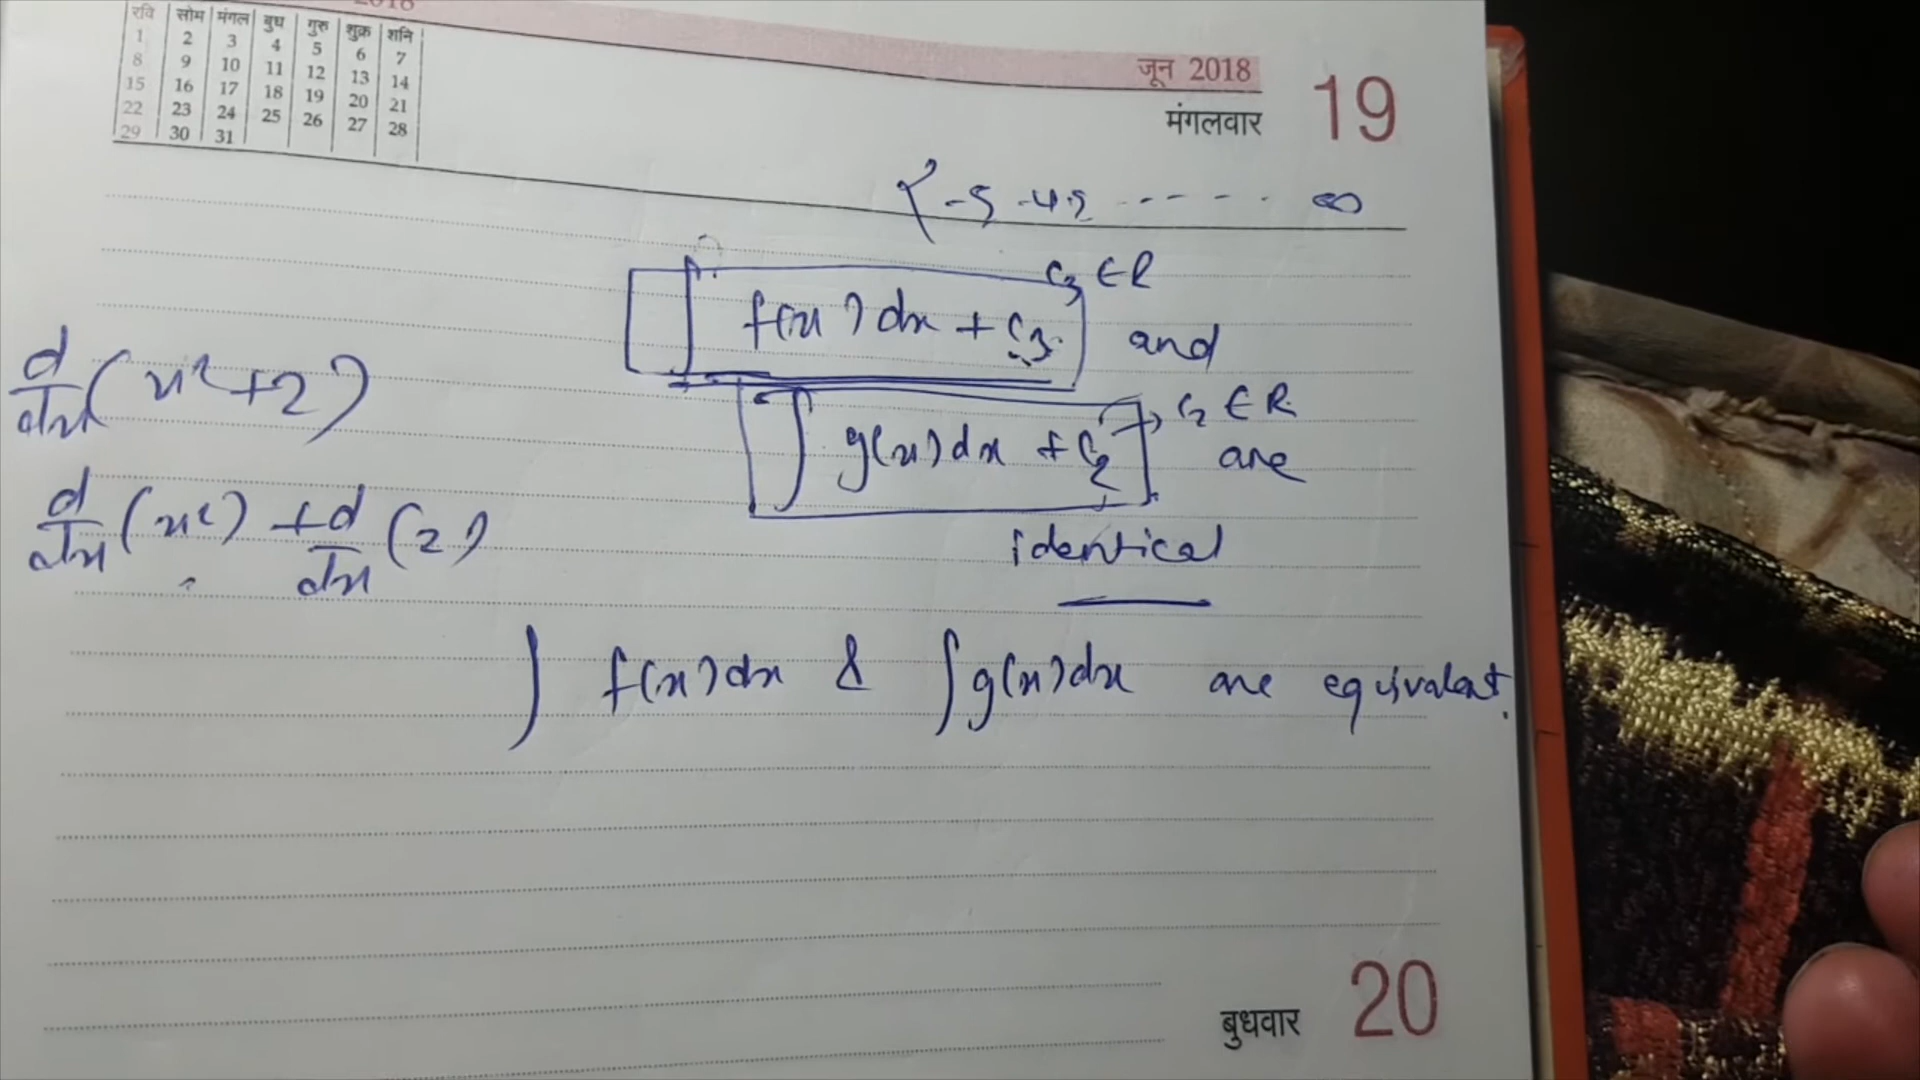 2018
रवि सोम मंगल बुध गुरु शुक्र शनि
1 2 3 4 5 6 7
8 9 10 11 12 13 14
15 16 17 18 19 20 21
22 23 24 25 26 27 28
29 30 31
जून 2018
मंगलवार 19
-5 -4.5 ----- ∞
C3 ∈ R
∫ f(x) dx + C3 and
d/dx (x² + 2)
C2 ∈ R
∫ g(x) dx + C2 are
d/dx (x²) + d/dx (2)
identical
∫ f(x) dx & ∫ g(x) dx are equivalent.
बुधवार 20